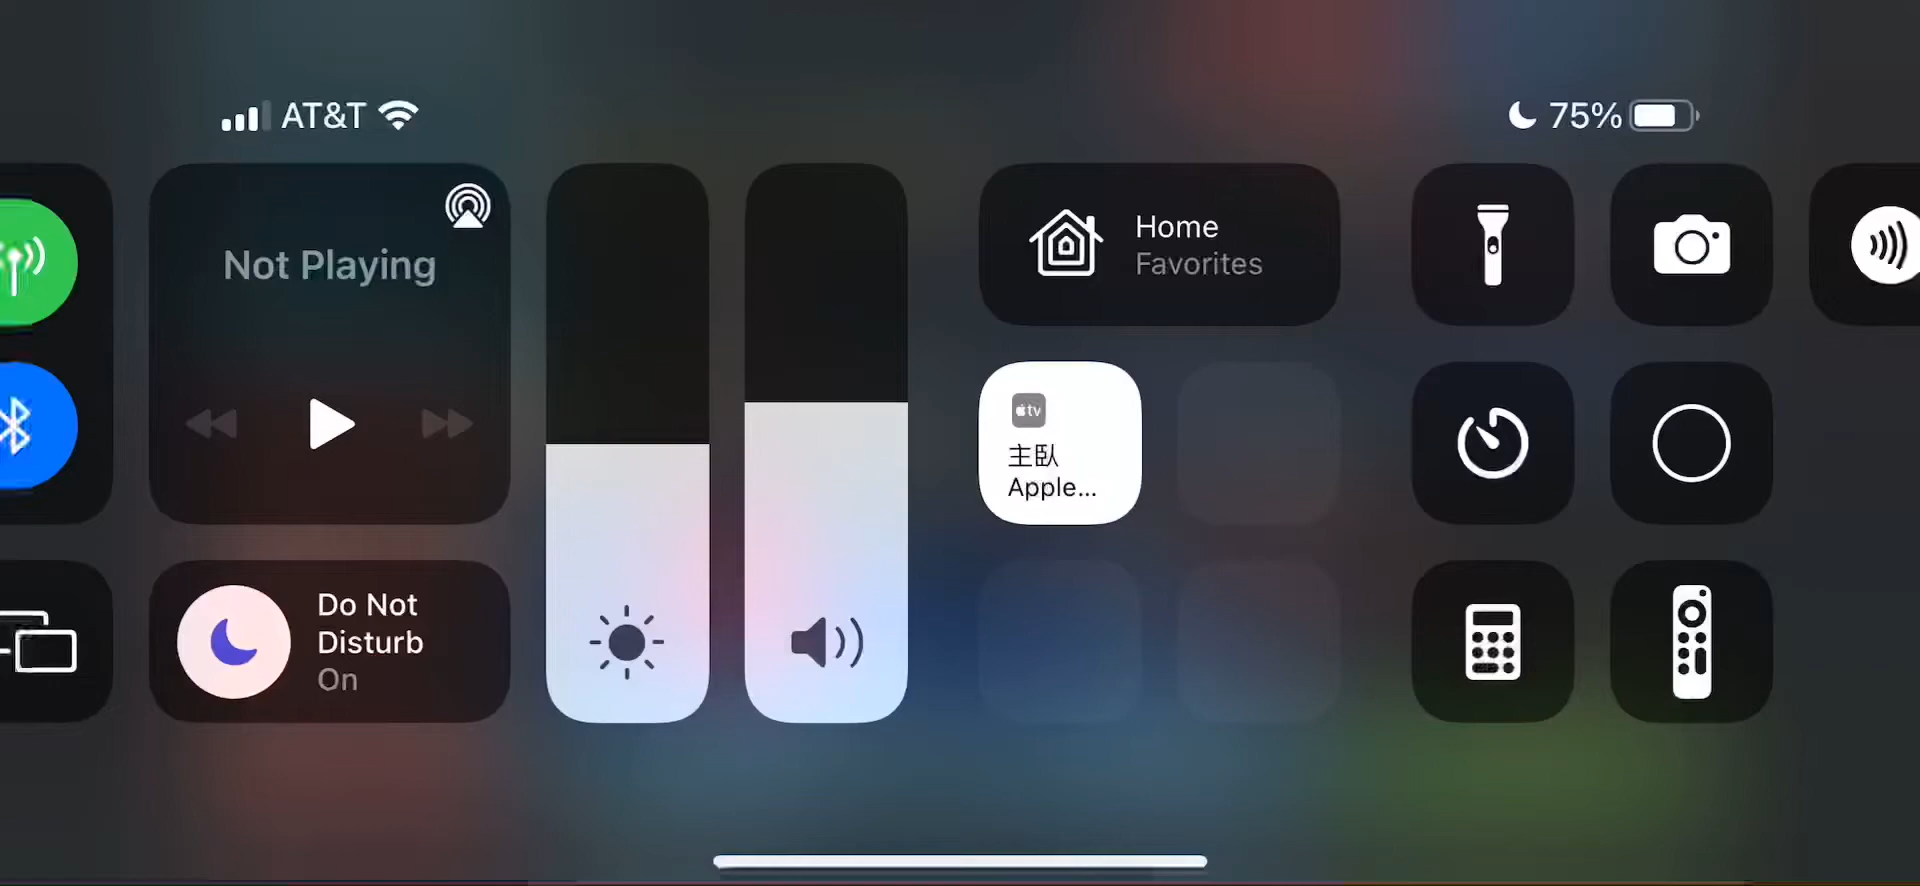 AT&T
75%
Not Playing
Home
Favorites
tv
主臥
Apple...
Do Not
Disturb
On